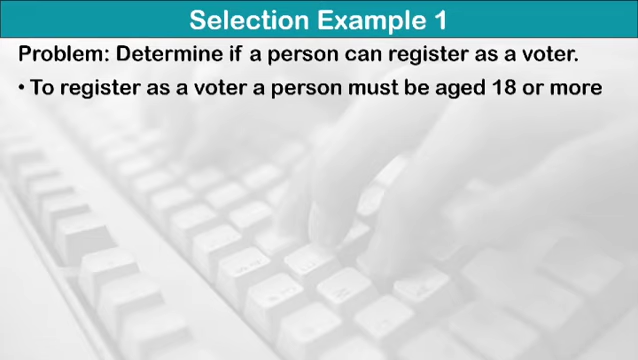 Selection Example 1
Problem: Determine if a person can register as a voter.
• To register as a voter a person must be aged 18 or more